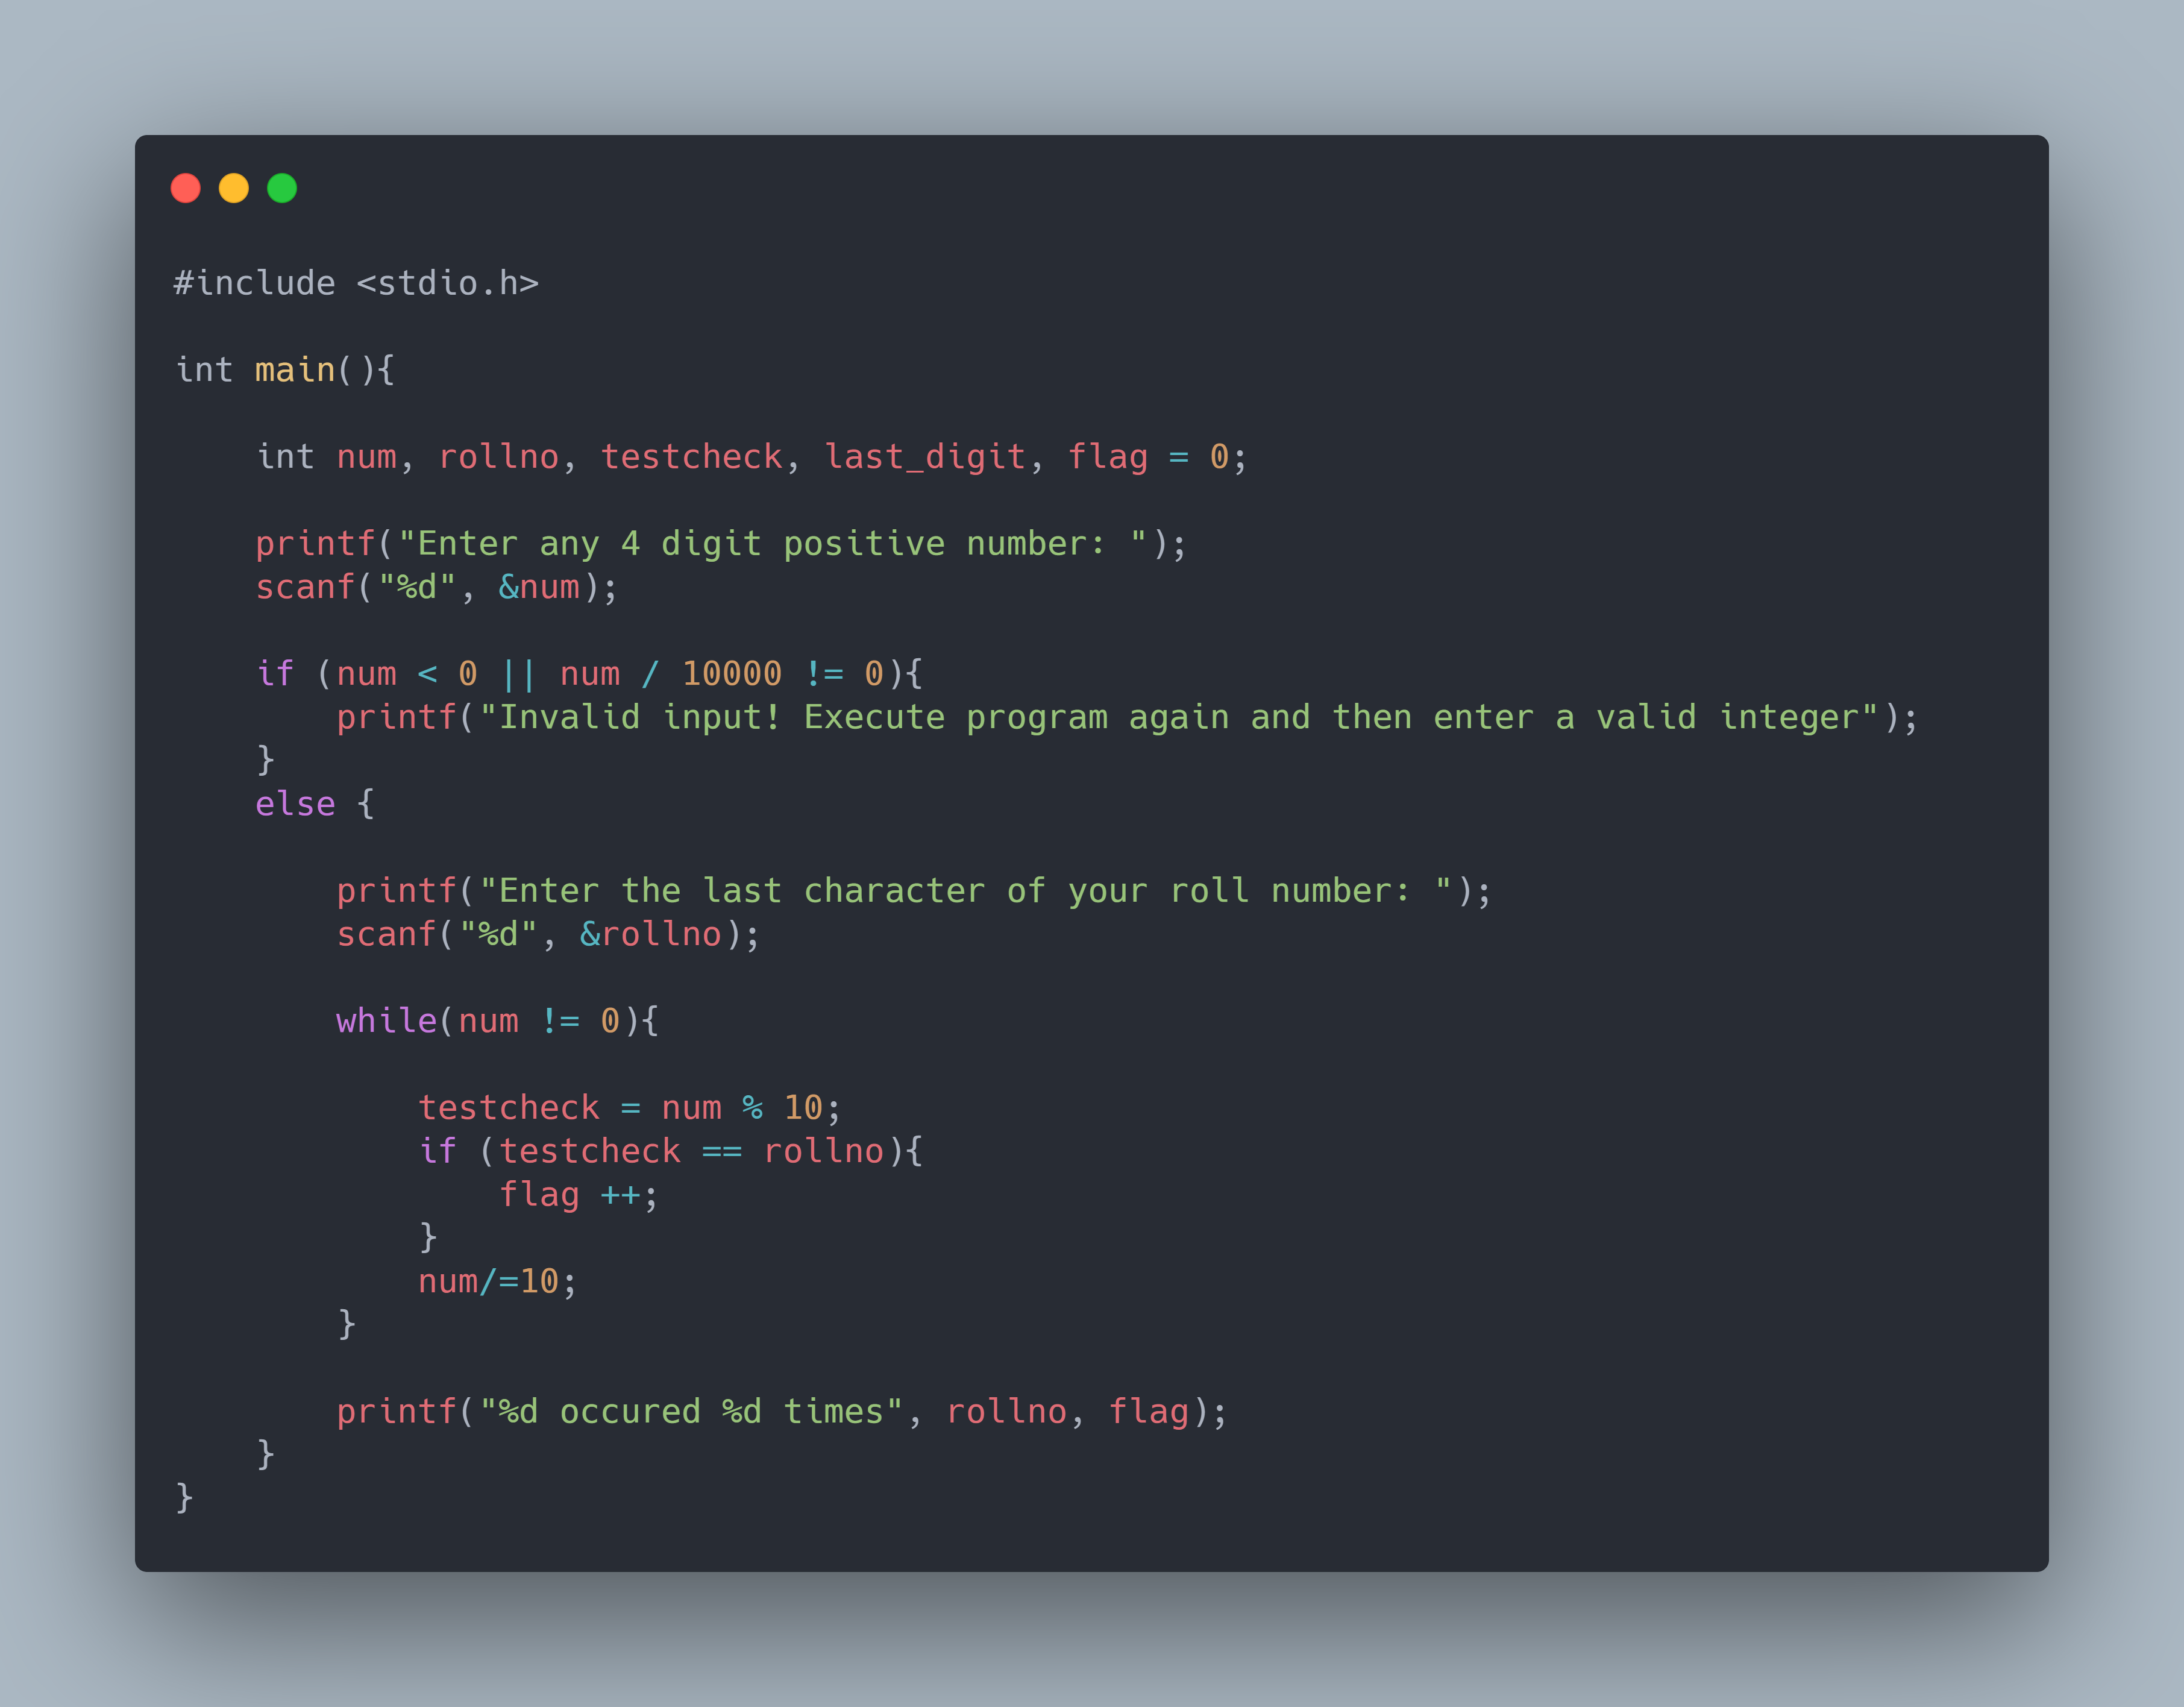 #include <stdio.h>

int main(){

    int num, rollno, testcheck, last_digit, flag = 0;

    printf("Enter any 4 digit positive number: ");
    scanf("%d", &num);

    if (num < 0 || num / 10000 != 0){
        printf("Invalid input! Execute program again and then enter a valid integer");
    }
    else {

        printf("Enter the last character of your roll number: ");
        scanf("%d", &rollno);

        while(num != 0){

            testcheck = num % 10;
            if (testcheck == rollno){
                flag ++;
            }
            num/=10;
        }

        printf("%d occured %d times", rollno, flag);
    }
}